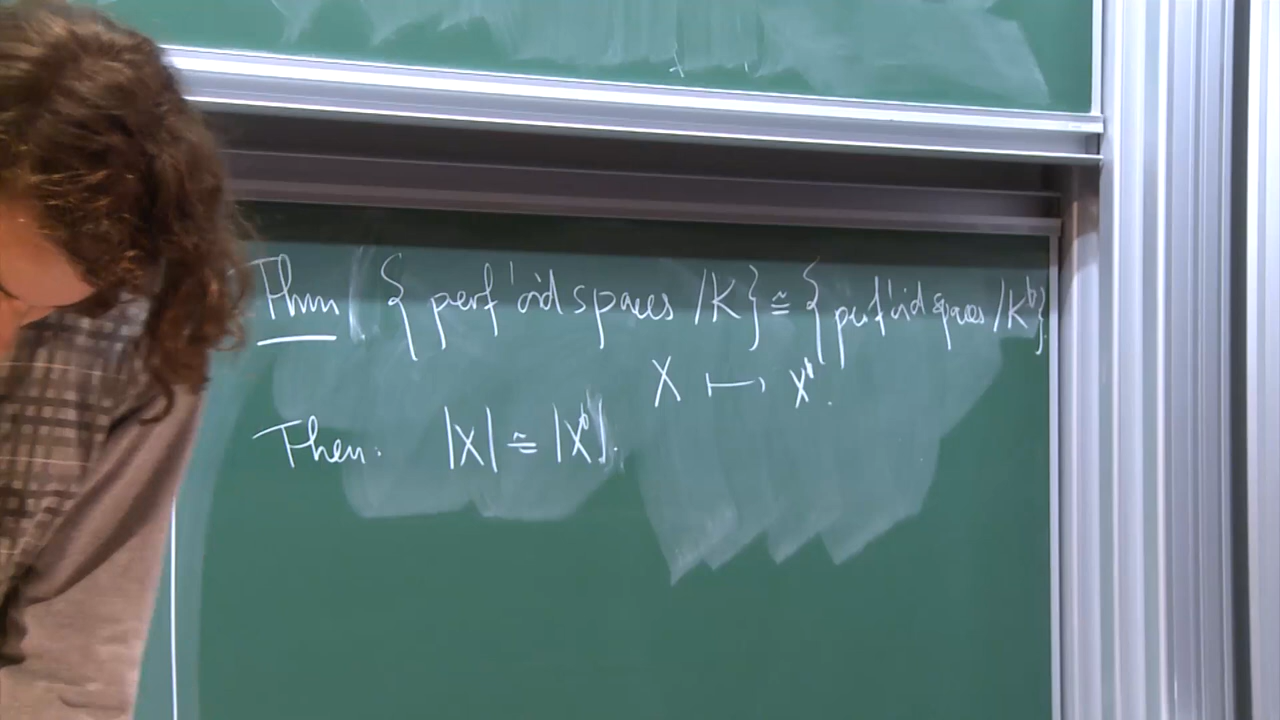 Thm { perf'oid spaces /K} ≅ {perf'oid spaces /K♭}
X ↦ X♭.
Then. |X| ≅ |X♭|.